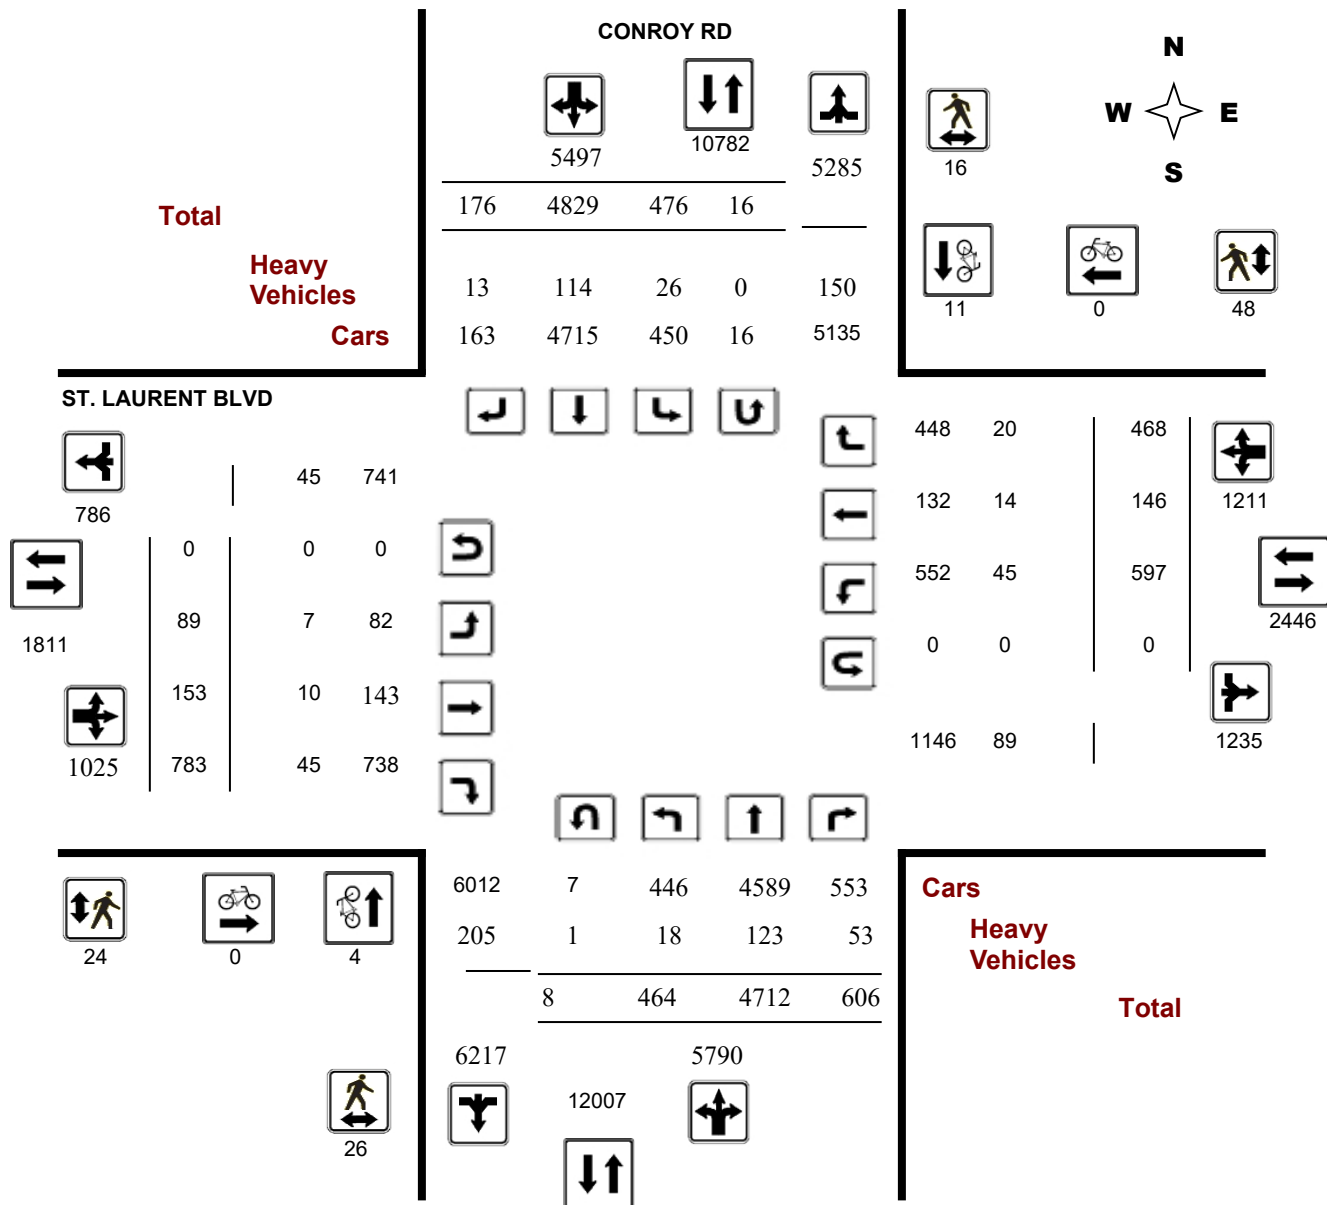 CONROY RD
N
W E
S
5497 10782 5285 16
Total 176 4829 476 16
Heavy
Vehicles 13 114 26 0 150
Cars 163 4715 450 16 5135
11 0 48
ST. LAURENT BLVD
448 20 468
45 741
786
132 14 146 1211
0 0 0
552 45 597
89 7 82
1811
2446
0 0 0
153 10 143
1146 89 1235
1025 783 45 738
6012 7 446 4589 553 Cars
205 1 18 123 53 Heavy
Vehicles
24 0 4
8 464 4712 606 Total
6217 5790
12007
26